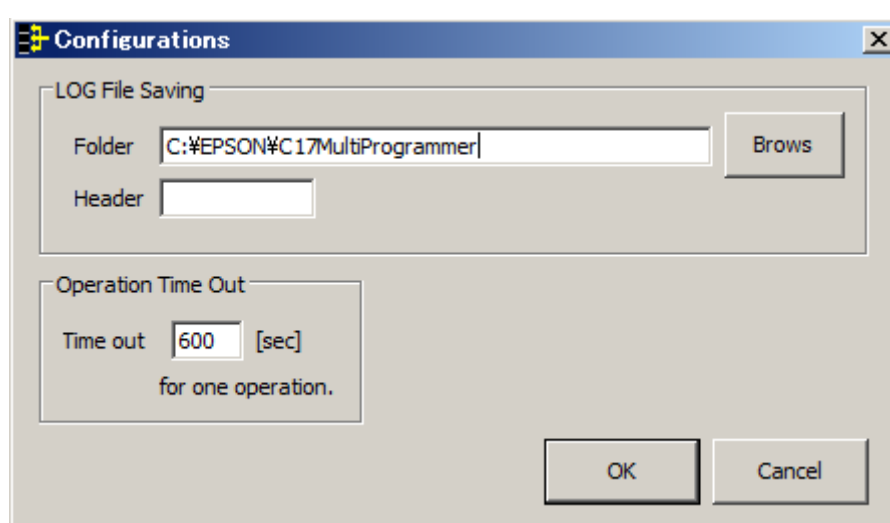 Configurations
LOG File Saving
Folder C:¥EPSON¥C17MultiProgrammer Brows
Header
Operation Time Out
Time out 600 [sec]
for one operation.
OK Cancel